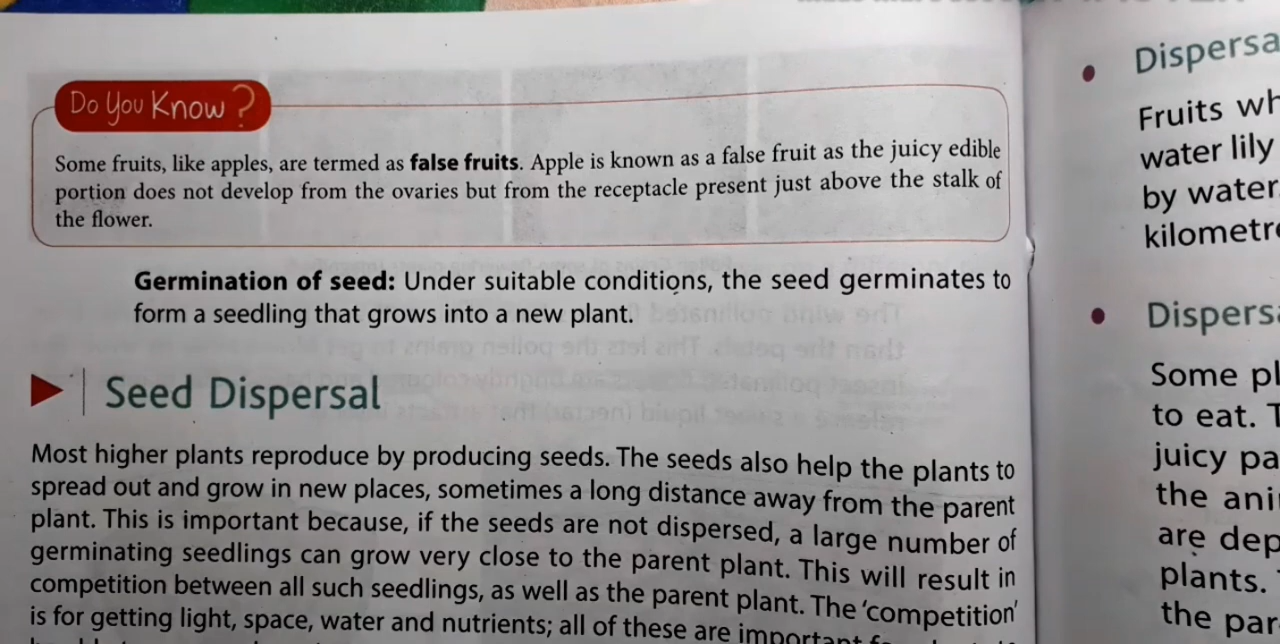 Do You Know?
Some fruits, like apples, are termed as false fruits. Apple is known as a false fruit as the juicy edible
portion does not develop from the ovaries but from the receptacle present just above the stalk of
the flower.
Germination of seed: Under suitable conditions, the seed germinates to
form a seedling that grows into a new plant.
Seed Dispersal
Most higher plants reproduce by producing seeds. The seeds also help the plants to
spread out and grow in new places, sometimes a long distance away from the parent
plant. This is important because, if the seeds are not dispersed, a large number of
germinating seedlings can grow very close to the parent plant. This will result in
competition between all such seedlings, as well as the parent plant. The 'competition'
is for getting light, space, water and nutrients; all of these are important
• Dispersa
Fruits wh
water lily
by water
kilometre
• Dispersa
Some pl
to eat. T
juicy pa
the ani
are dep
plants.
the par